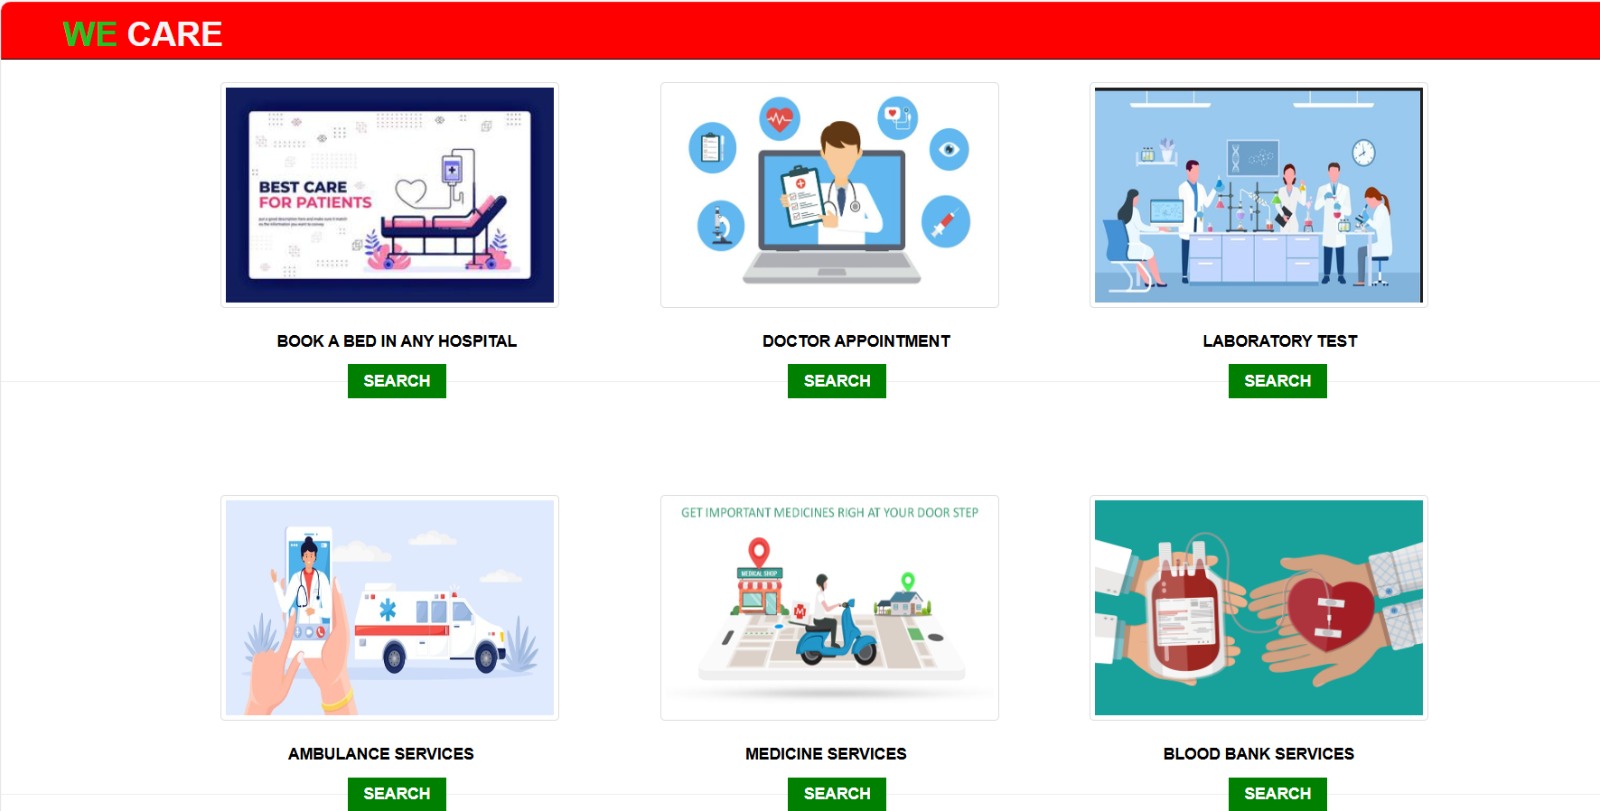 WE CARE
BEST CARE
FOR PATIENTS
BOOK A BED IN ANY HOSPITAL
DOCTOR APPOINTMENT
LABORATORY TEST
SEARCH
SEARCH
SEARCH
GET IMPORTANT MEDICINES RIGH AT YOUR DOOR STEP
MEDICAL SHOP
M
AMBULANCE SERVICES
MEDICINE SERVICES
BLOOD BANK SERVICES
SEARCH
SEARCH
SEARCH